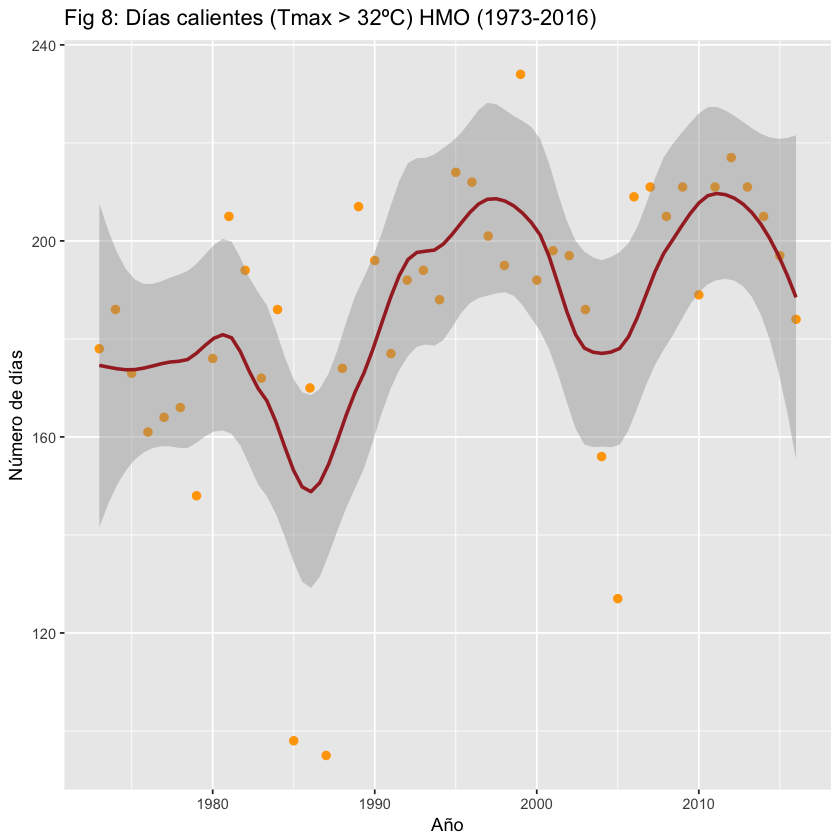 Fig 8: Días calientes (Tmax > 32ºC) HMO (1973-2016)
240
200
160
120
Número de días
1980 1990 2000 2010
Año